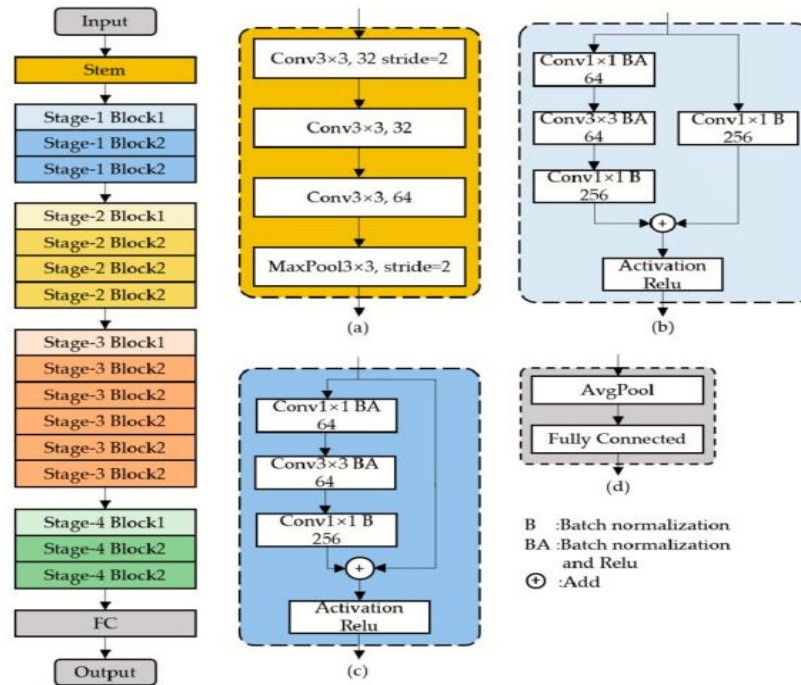 Input
Stem
Stage-1 Block1
Stage-1 Block2
Stage-1 Block2
Stage-2 Block1
Stage-2 Block2
Stage-2 Block2
Stage-2 Block2
Stage-3 Block1
Stage-3 Block2
Stage-3 Block2
Stage-3 Block2
Stage-3 Block2
Stage-3 Block2
Stage-4 Block1
Stage-4 Block2
Stage-4 Block2
FC
Output
Conv3×3, 32 stride=2
Conv3×3, 32
Conv3×3, 64
MaxPool3×3, stride=2
(a)
Conv1×1 BA
64
Conv3×3 BA
64
Conv1×1 B
256
Conv1×1 B
256
+
Activation
Relu
(b)
Conv1×1 BA
64
Conv3×3 BA
64
Conv1×1 B
256
+
Activation
Relu
(c)
AvgPool
Fully Connected
(d)
B :Batch normalization
BA :Batch normalization
and Relu
+ :Add